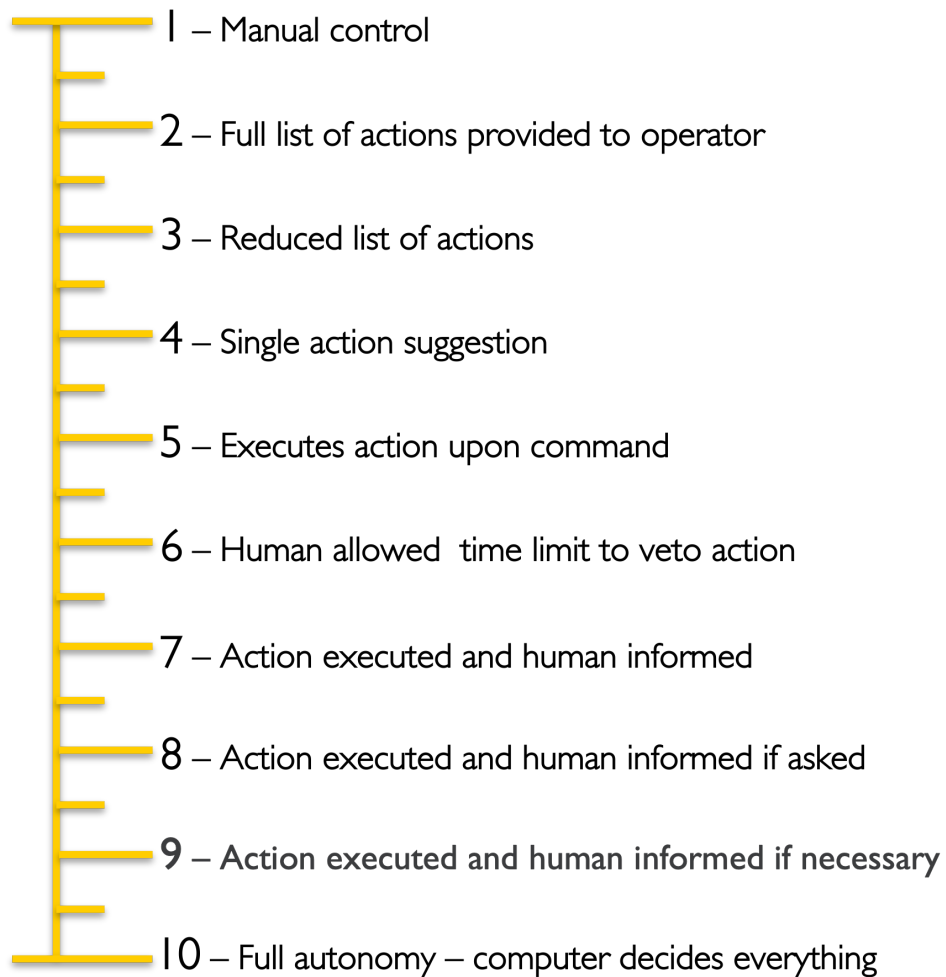 1 – Manual control
2 – Full list of actions provided to operator
3 – Reduced list of actions
4 – Single action suggestion
5 – Executes action upon command
6 – Human allowed  time limit to veto action
7 – Action executed and human informed
8 – Action executed and human informed if asked
9 – Action executed and human informed if necessary
10 – Full autonomy – computer decides everything